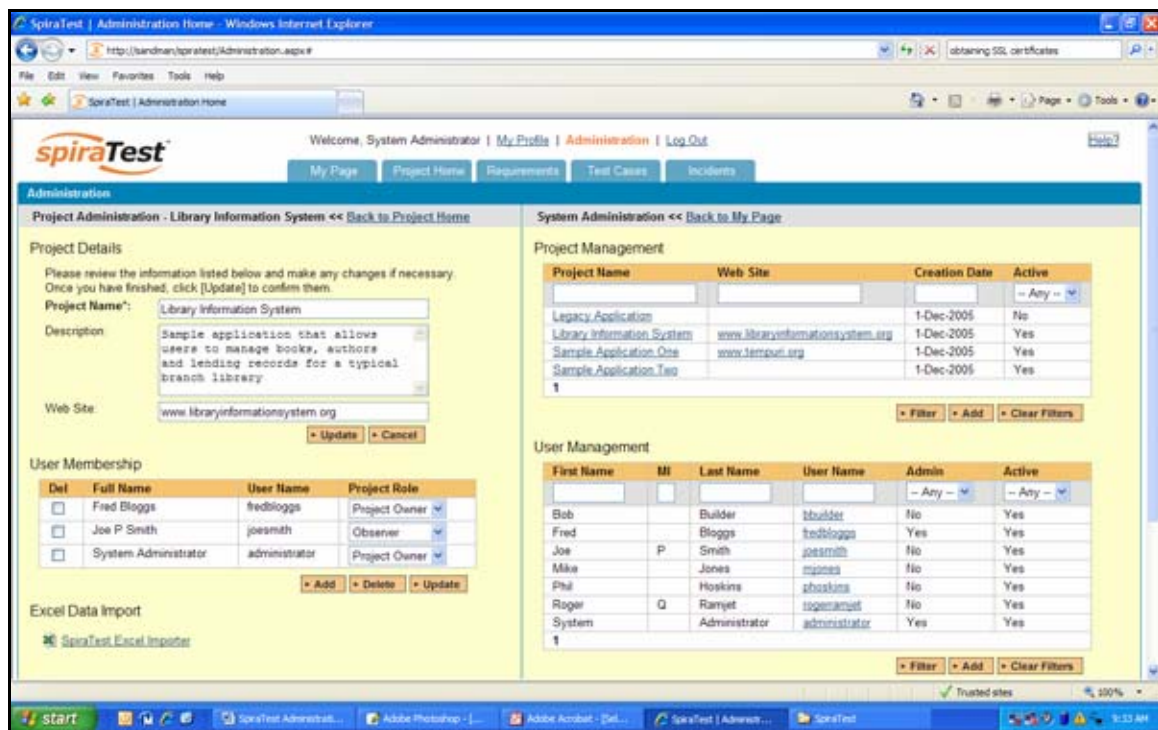 SpiraTest | Administration Home - Windows Internet Explorer
http://sandman/spiratest/Administration.aspx#
obtaining SSL certificates
File Edit View Favorites Tools Help
SpiraTest | Administration Home
Page Tools
spiraTest
Welcome, System Administrator | My Profile | Administration | Log Out
Help?
My Page Project Home Requirements Test Cases Incidents
Administration
Project Administration - Library Information System << Back to Project Home
Project Details
Please review the information listed below and make any changes if necessary.
Once you have finished, click [Update] to confirm them.
Project Name*: Library Information System
Description: Sample application that allows
users to manage books, authors
and lending records for a typical
branch library
Web Site: www.libraryinformationsystem.org
Update Cancel
User Membership
Del Full Name User Name Project Role
Fred Bloggs fredbloggs Project Owner
Joe P Smith joesmith Observer
System Administrator administrator Project Owner
Add Delete Update
Excel Data Import
SpiraTest Excel Importer
System Administration << Back to My Page
Project Management
Project Name Web Site Creation Date Active
-- Any --
Legacy Application 1-Dec-2005 No
Library Information System www.libraryinformationsystem.org 1-Dec-2005 Yes
Sample Application One www.tempuri.org 1-Dec-2005 Yes
Sample Application Two 1-Dec-2005 Yes
1
Filter Add Clear Filters
User Management
First Name MI Last Name User Name Admin Active
-- Any -- -- Any --
Bob Builder bbuilder No Yes
Fred Bloggs fredbloggs Yes Yes
Joe P Smith joesmith No Yes
Mike Jones mjones No Yes
Phil Hoskins phoskins No Yes
Roger Q Ramjet rogerramjet No Yes
System Administrator administrator Yes Yes
1
Filter Add Clear Filters
Trusted sites 100%
start SpiraTest Administrati... Adobe Photoshop - [... Adobe Acrobat - [Sel... SpiraTest | Administr... SpiraTest 9:33 AM